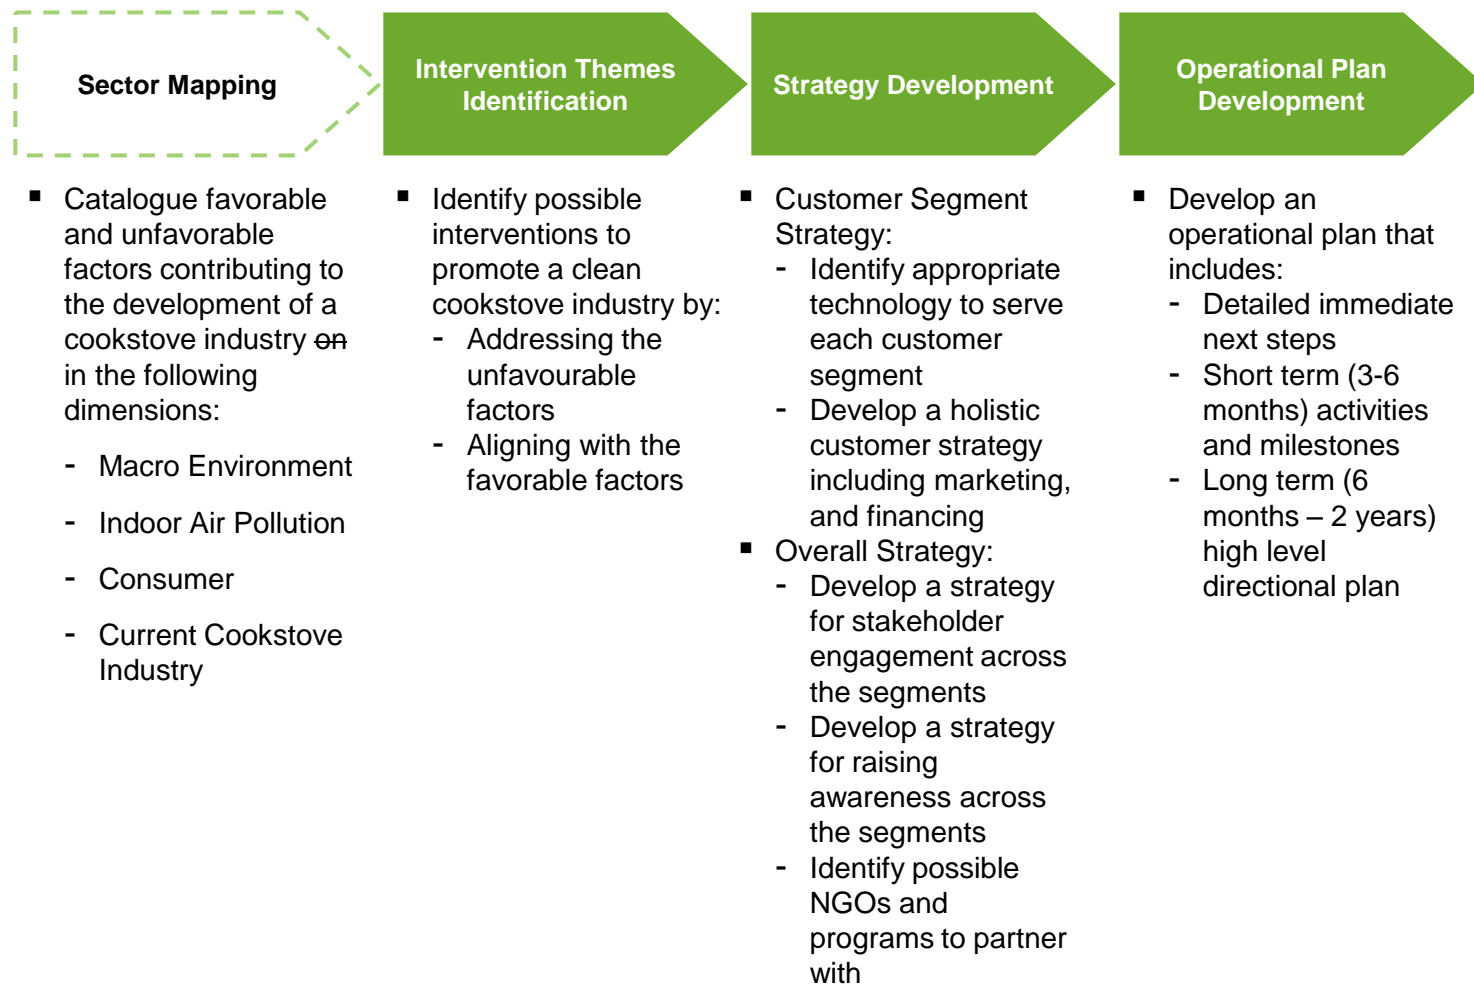 Sector Mapping
Intervention Themes
Identification
Strategy Development
Operational Plan
Development
▪ Catalogue favorable
and unfavorable
factors contributing to
the development of a
cookstove industry on
in the following
dimensions:
- Macro Environment
- Indoor Air Pollution
- Consumer
- Current Cookstove
Industry
▪ Identify possible
interventions to
promote a clean
cookstove industry by:
- Addressing the
unfavourable
factors
- Aligning with the
favorable factors
▪ Customer Segment
Strategy:
- Identify appropriate
technology to serve
each customer
segment
- Develop a holistic
customer strategy
including marketing,
and financing
▪ Overall Strategy:
- Develop a strategy
for stakeholder
engagement across
the segments
- Develop a strategy
for raising
awareness across
the segments
- Identify possible
NGOs and
programs to partner
with
▪ Develop an
operational plan that
includes:
- Detailed immediate
next steps
- Short term (3-6
months) activities
and milestones
- Long term (6
months – 2 years)
high level
directional plan